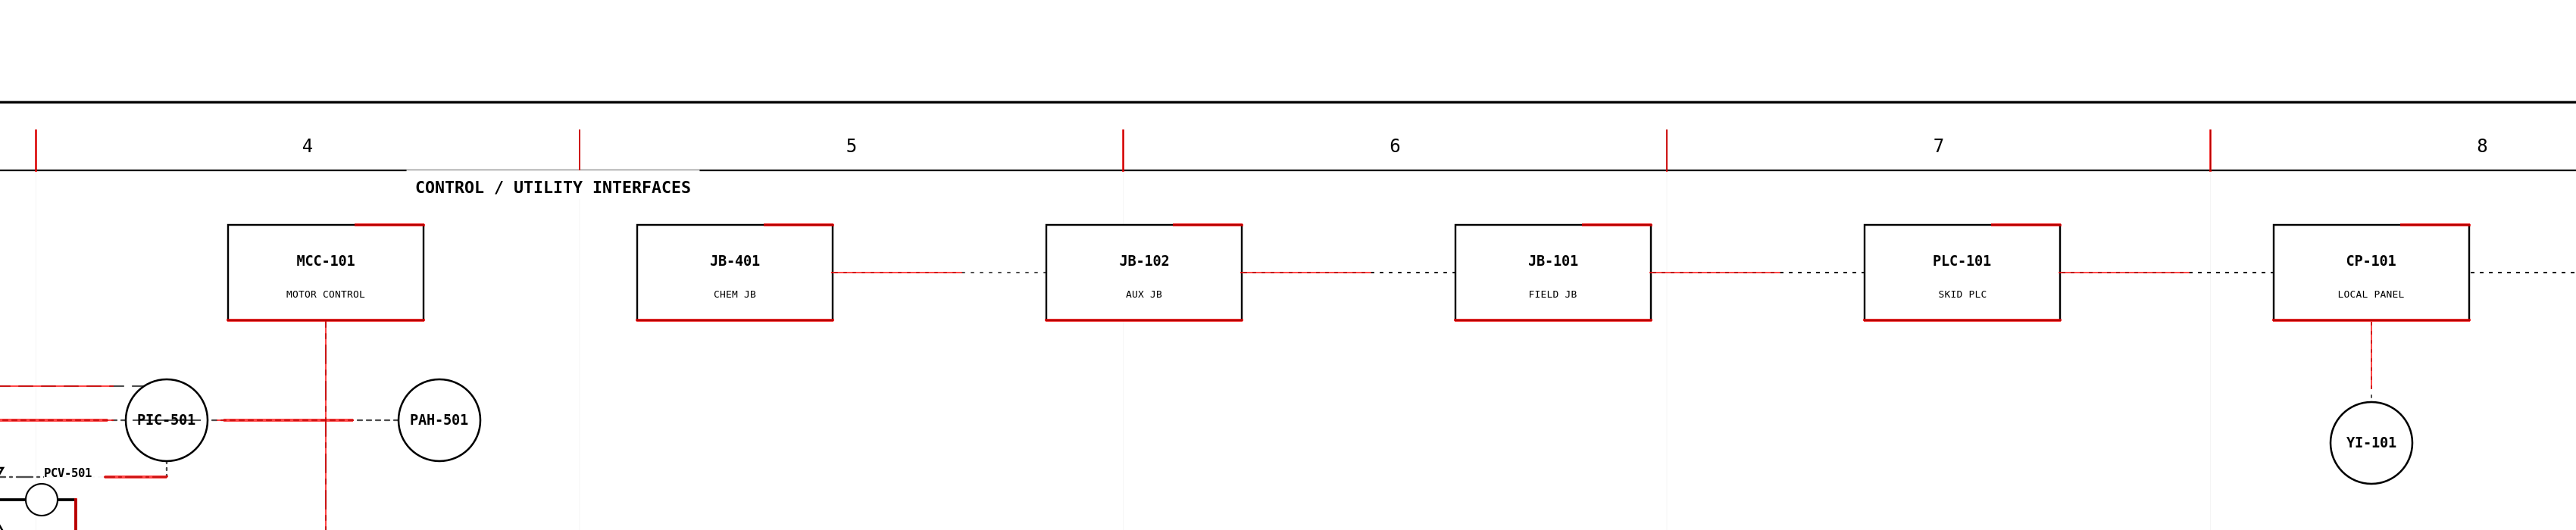 4 5 6 7 8
CONTROL / UTILITY INTERFACES
MCC-101 JB-401 JB-102 JB-101 PLC-101 CP-101
MOTOR CONTROL CHEM JB AUX JB FIELD JB SKID PLC LOCAL PANEL
PIC-501 PAH-501
YI-101
PCV-501